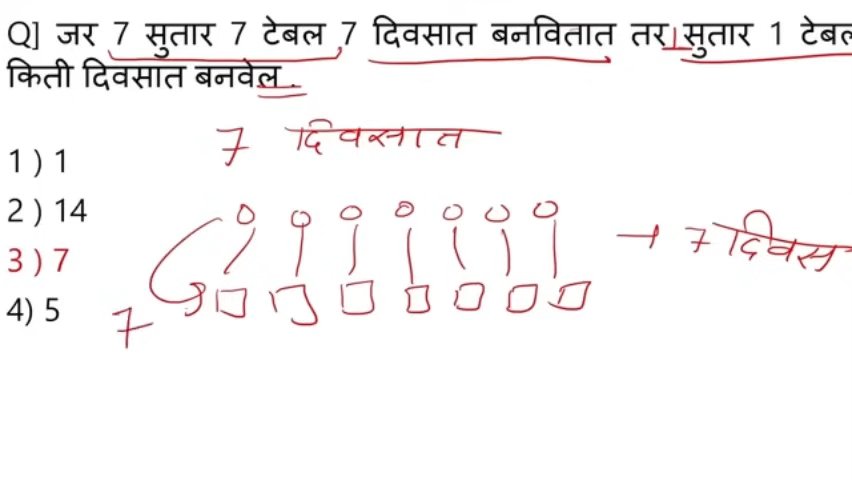 Q] जर 7 सुतार 7 टेबल 7 दिवसात बनवितात तर 1 सुतार 1 टेबल
किती दिवसात बनवेल.
7 दिवसात
1 ) 1
2 ) 14
3 ) 7
4) 5
→ 7 दिवस
7